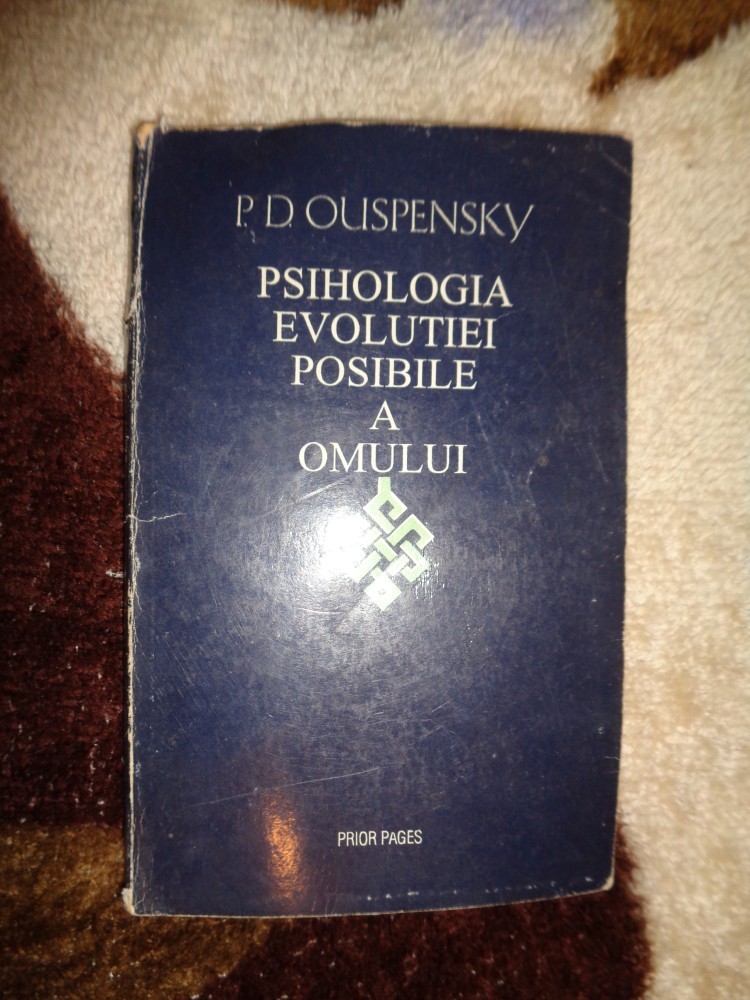 P. D. OUSPENSKY
PSIHOLOGIA
EVOLUTIEI
POSIBILE
A
OMULUI
PRIOR PAGES